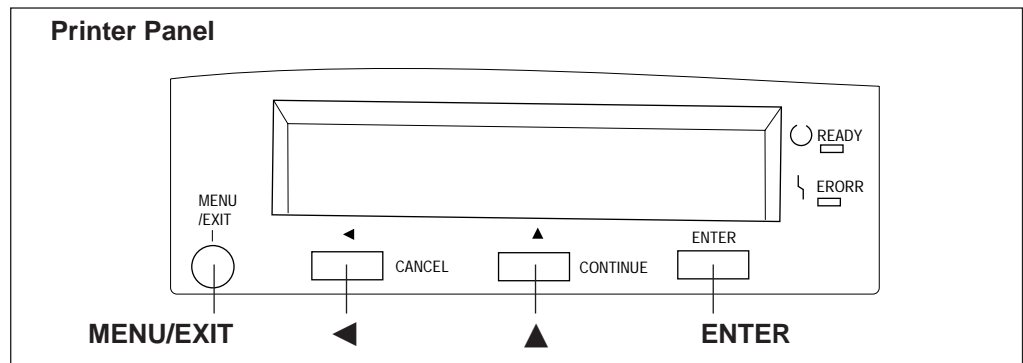 Printer Panel
READY
ERORR
MENU
/EXIT
◀
▲
ENTER
CANCEL
CONTINUE
MENU/EXIT
◀
▲
ENTER